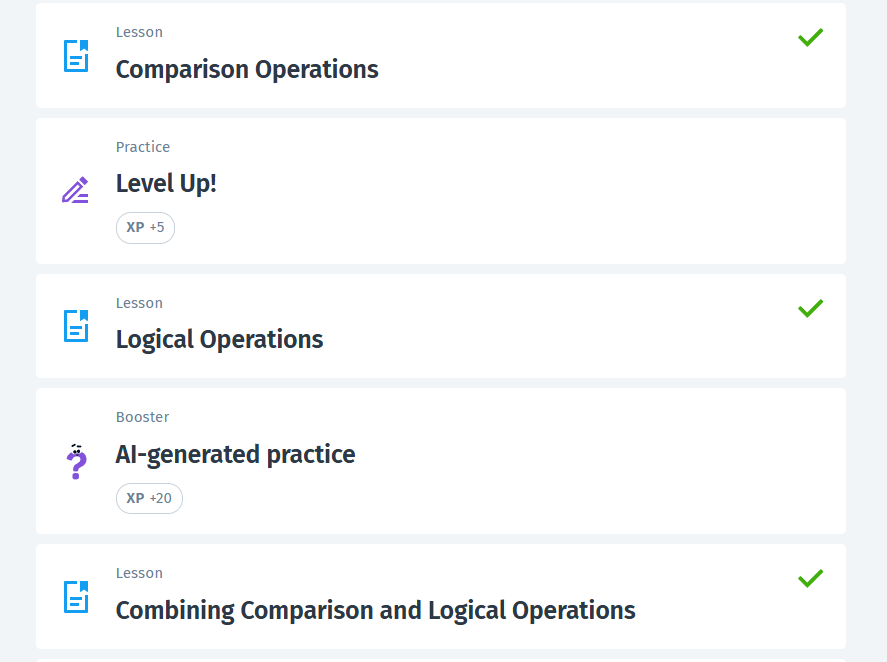 Lesson
Comparison Operations
Practice
Level Up!
XP +5
Lesson
Logical Operations
Booster
AI-generated practice
XP +20
Lesson
Combining Comparison and Logical Operations